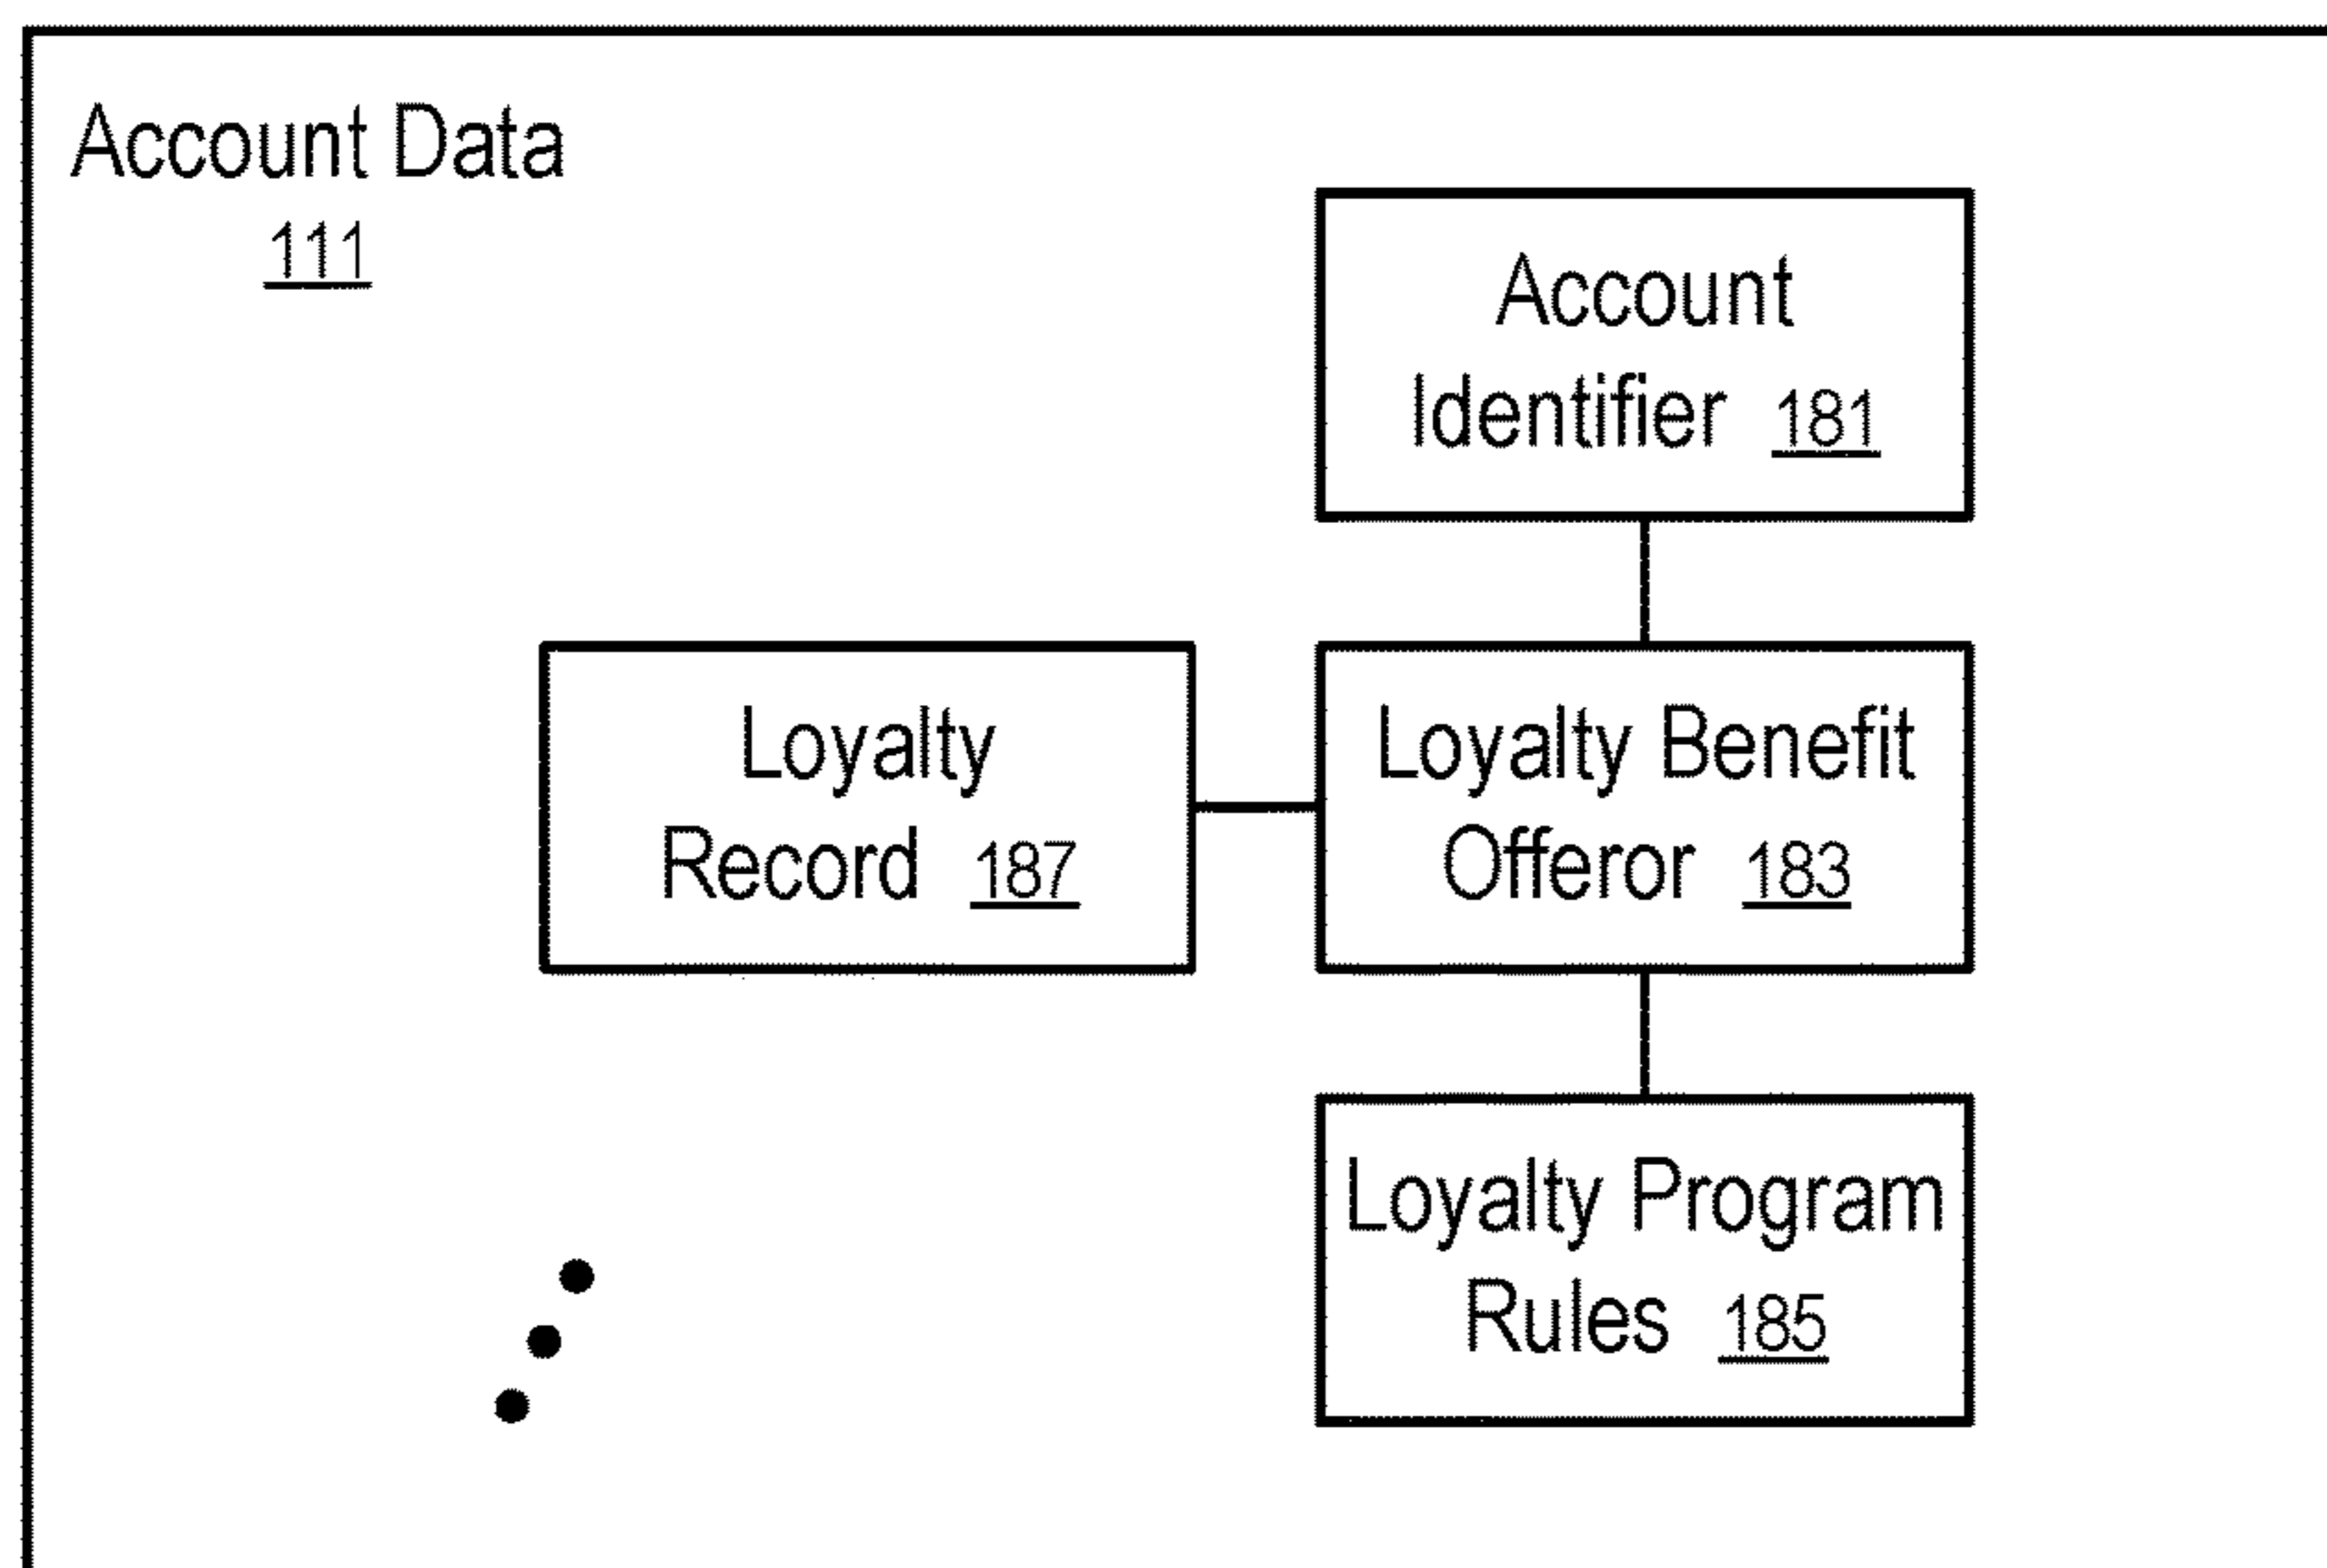 Account Data
111
Account
Identifier 181
Loyalty
Record 187
Loyalty Benefit
Offeror 183
Loyalty Program
Rules 185